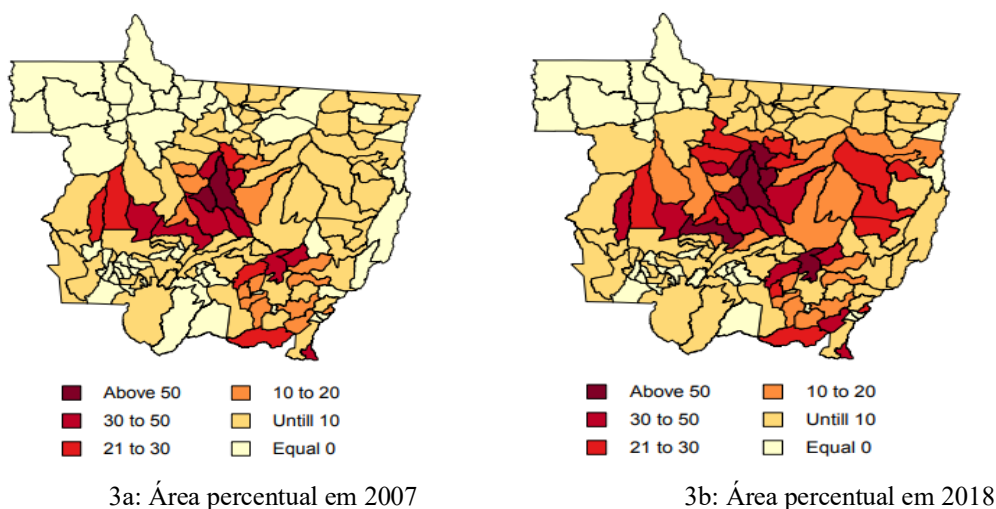 Above 50
30 to 50
21 to 30
10 to 20
Untill 10
Equal 0
Above 50
30 to 50
21 to 30
10 to 20
Untill 10
Equal 0
3a: Área percentual em 2007
3b: Área percentual em 2018